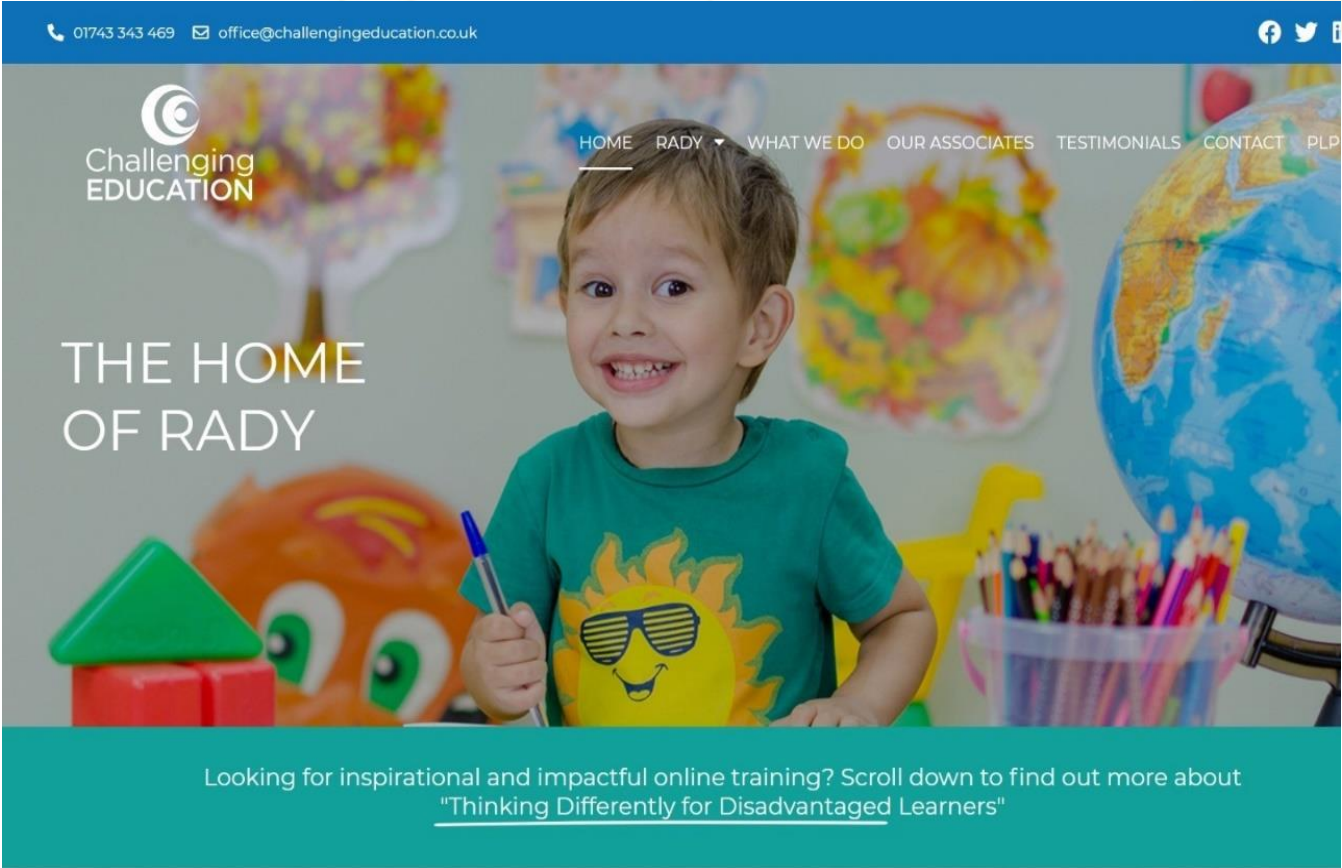 01743 343 469 office@challengingeducation.co.uk
Challenging
EDUCATION
HOME RADY WHAT WE DO OUR ASSOCIATES TESTIMONIALS CONTACT PLP
THE HOME
OF RADY
Looking for inspirational and impactful online training? Scroll down to find out more about
"Thinking Differently for Disadvantaged Learners"